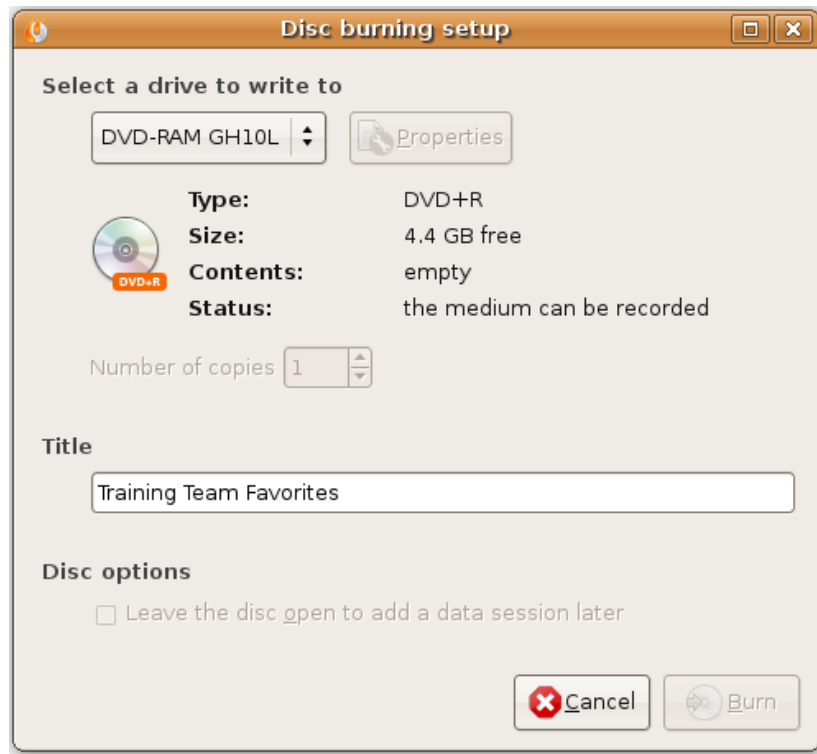 Disc burning setup
Select a drive to write to
DVD-RAM GH10L Properties
Type: DVD+R
Size: 4.4 GB free
Contents: empty
Status: the medium can be recorded
DVD+R
Number of copies 1
Title
Training Team Favorites
Disc options
Leave the disc open to add a data session later
Cancel Burn